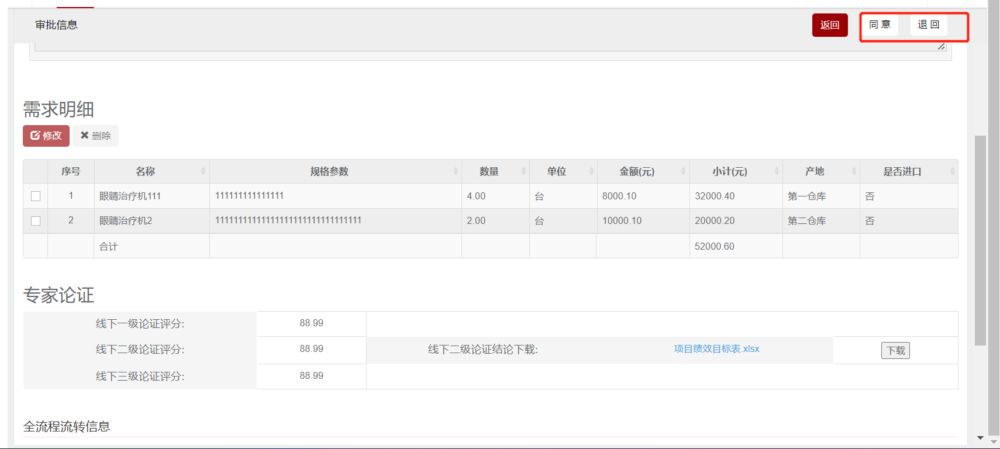 审批信息 返回 同 意 退 回
需求明细
修改 删除
序号 名称 规格参数 数量 单位 金额(元) 小计(元) 产地 是否进口
1 眼睛治疗机111 111111111111111 4.00 台 8000.10 32000.40 第一仓库 否
2 眼睛治疗机2 11111111111111111111111111111111 2.00 台 10000.10 20000.20 第二仓库 否
合计 52000.60
专家论证
线下一级论证评分: 88.99
线下二级论证评分: 88.99 线下二级论证结论下载: 项目绩效目标表.xlsx 下载
线下三级论证评分: 88.99
全流程流转信息